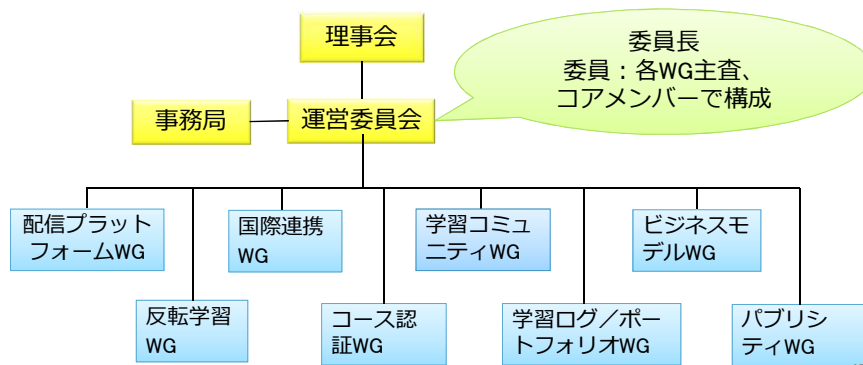 理事会
委員長
委員：各WG主査、
コアメンバーで構成
事務局
運営委員会
配信プラット
フォームWG
国際連携
WG
学習コミュ
ニティWG
ビジネスモ
デルWG
反転学習
WG
コース認
証WG
学習ログ／ポー
トフォリオWG
パブリシ
ティWG